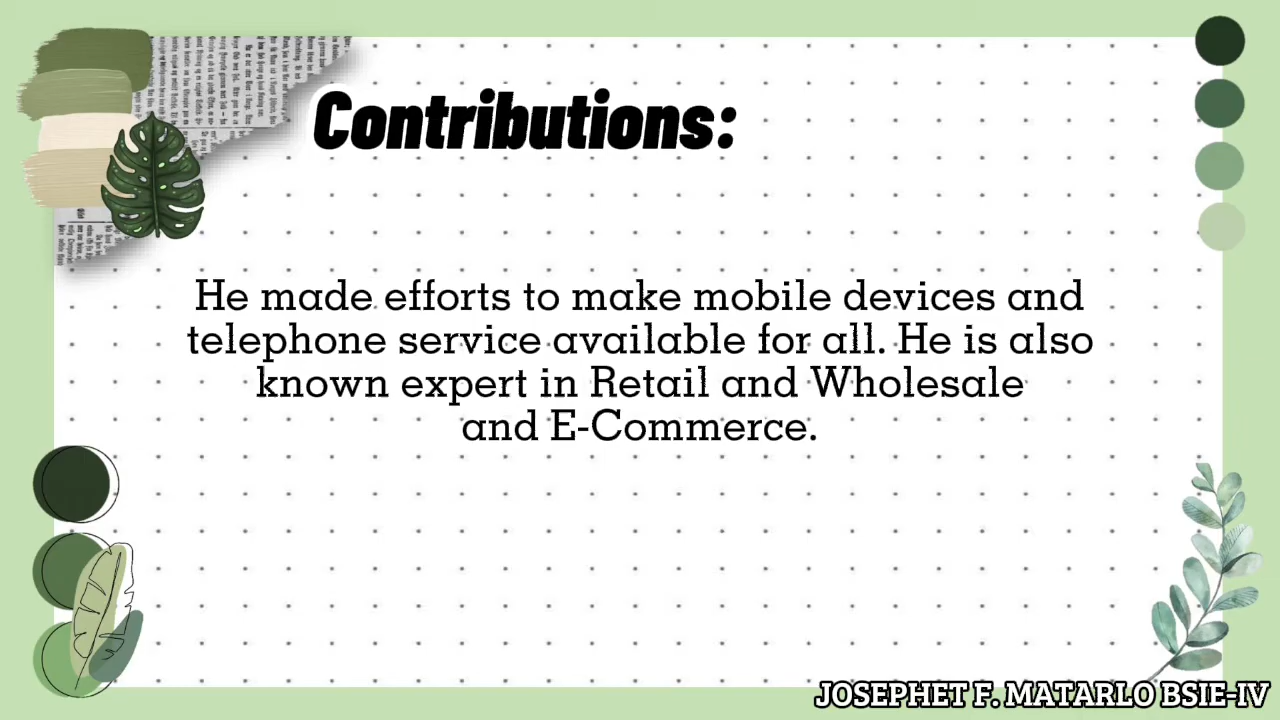 Contributions:
He made efforts to make mobile devices and
telephone service available for all. He is also
known expert in Retail and Wholesale
and E-Commerce.
JOSEPHET F. MATARLO BSIE-IV